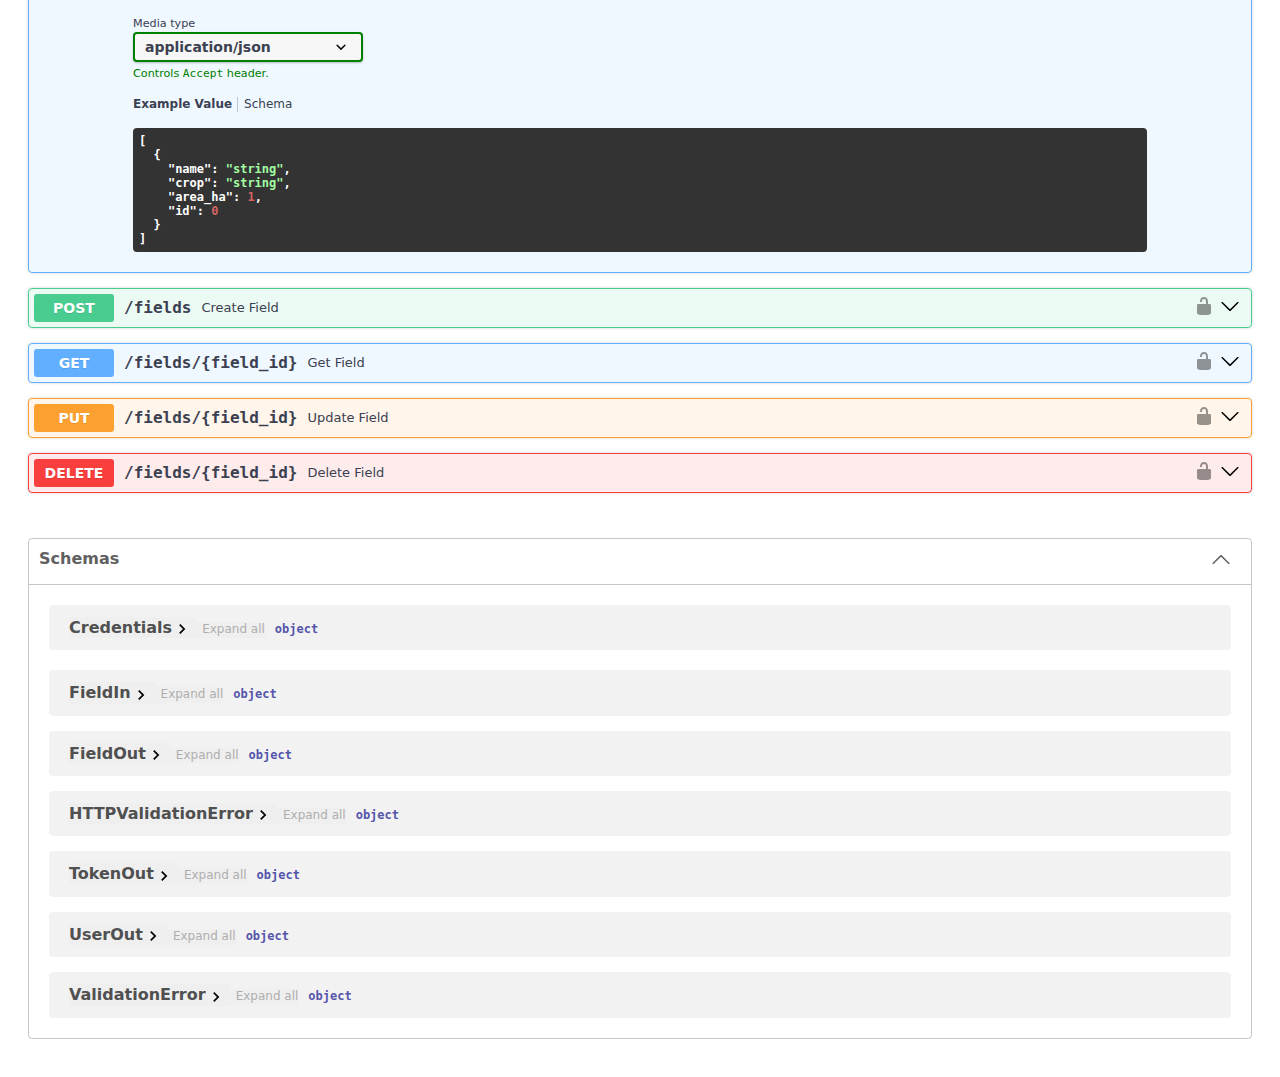 Media type
application/json
Controls Accept header.
Example Value Schema
[
  {
    "name": "string",
    "crop": "string",
    "area_ha": 1,
    "id": 0
  }
]
POST /fields Create Field
GET /fields/{field_id} Get Field
PUT /fields/{field_id} Update Field
DELETE /fields/{field_id} Delete Field
Schemas
Credentials Expand all object
FieldIn Expand all object
FieldOut Expand all object
HTTPValidationError Expand all object
TokenOut Expand all object
UserOut Expand all object
ValidationError Expand all object